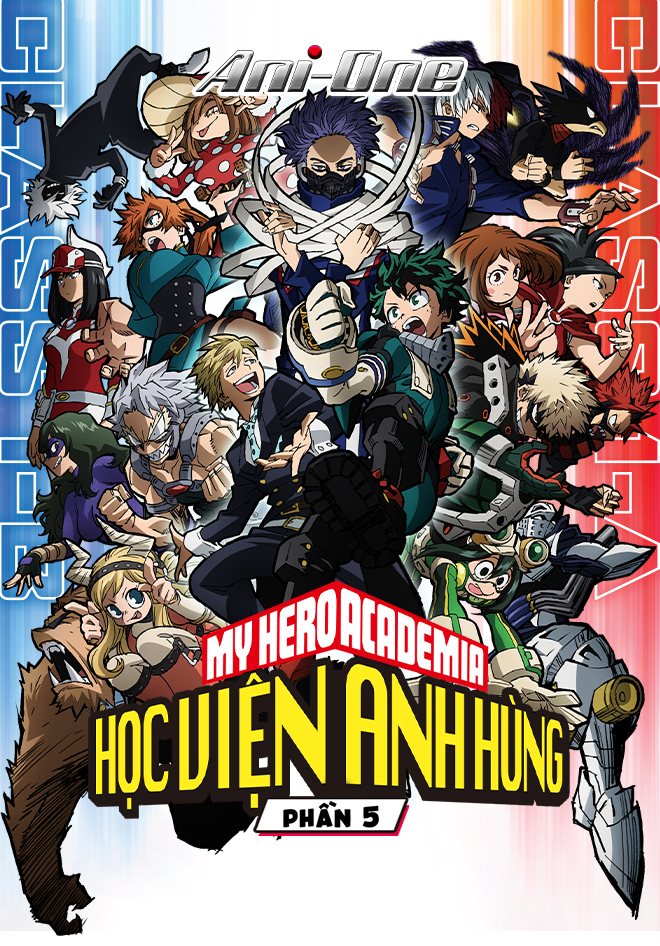 Ani-One
CLASS 1-B
CLASS 1-A
MY HERO ACADEMIA
HỌC VIỆN ANH HÙNG
PHẦN 5